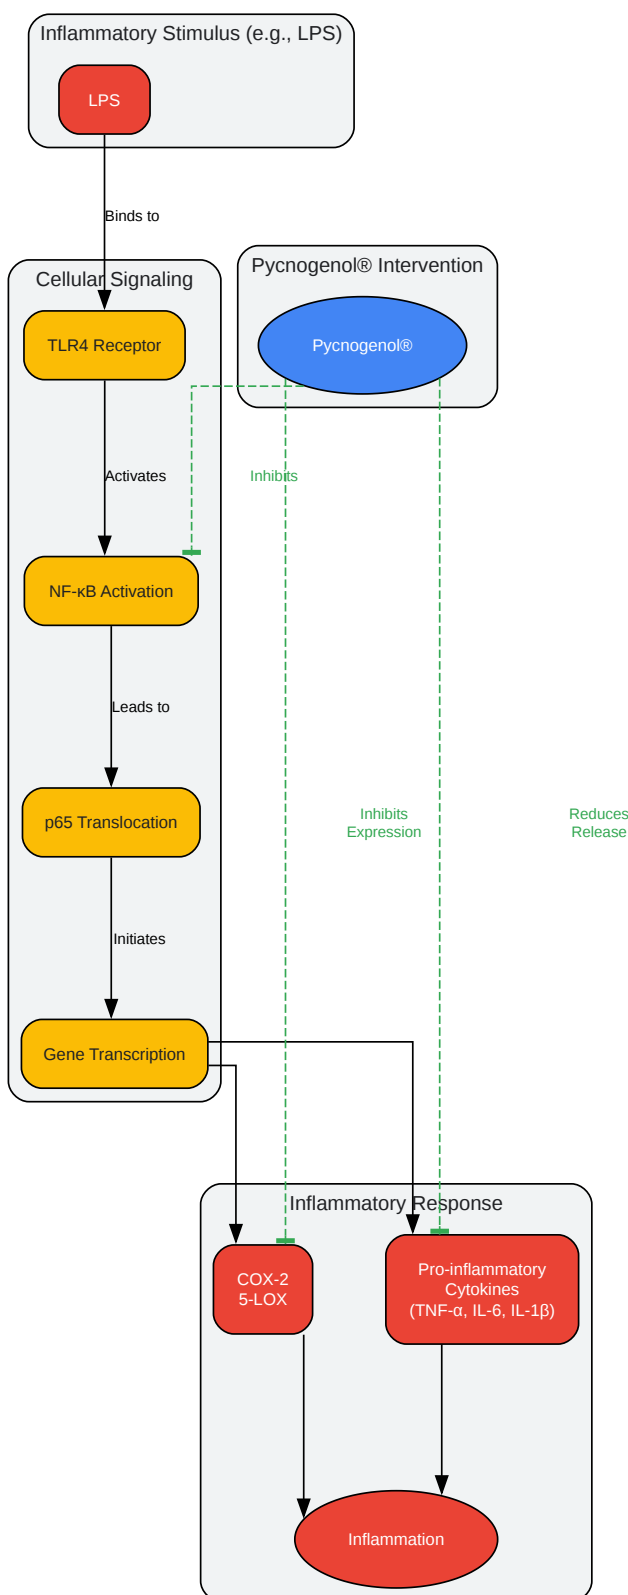 Inflammatory Stimulus (e.g., LPS)
LPS
Binds to
Cellular Signaling
Pycnogenol® Intervention
TLR4 Receptor
Pycnogenol®
Activates
Inhibits
NF-κB Activation
Leads to
p65 Translocation
Inhibits
Expression
Reduces
Release
Initiates
Gene Transcription
Inflammatory Response
COX-2
5-LOX
Pro-inflammatory
Cytokines
(TNF-α, IL-6, IL-1β)
Inflammation